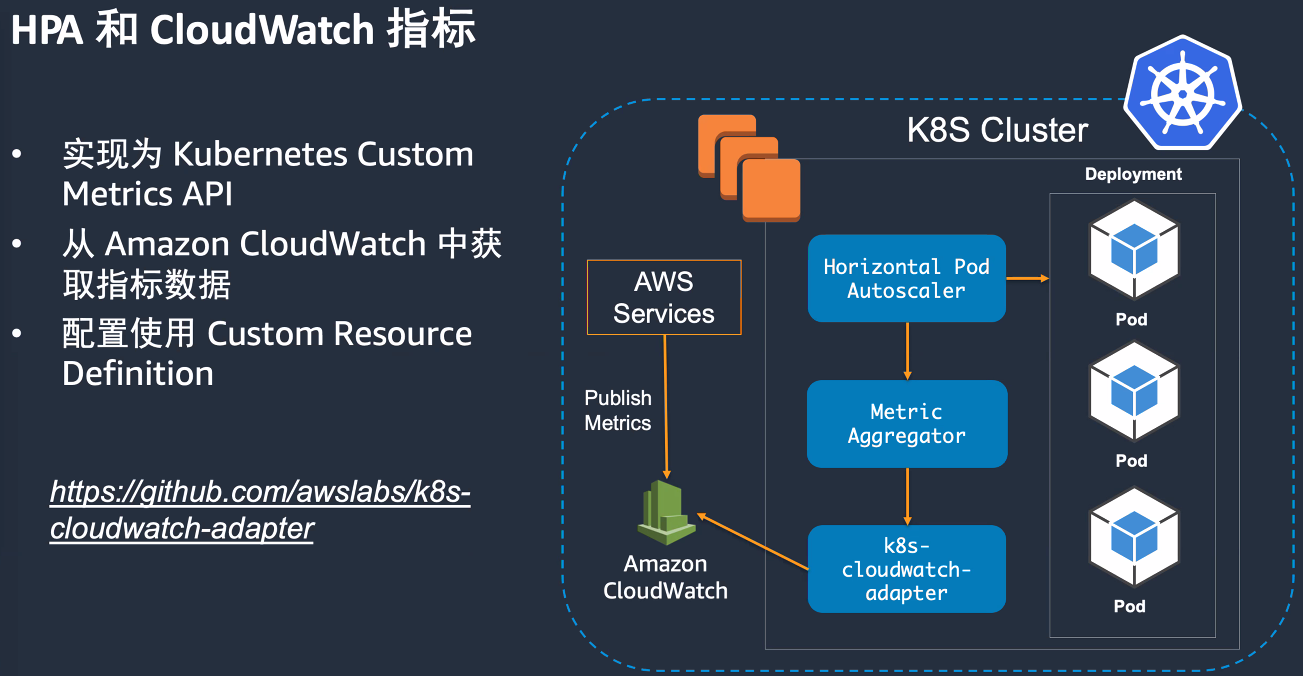 HPA 和 CloudWatch 指标
• 实现为 Kubernetes Custom
Metrics API
• 从 Amazon CloudWatch 中获
取指标数据
• 配置使用 Custom Resource
Definition
https://github.com/awslabs/k8s-
cloudwatch-adapter
K8S Cluster
AWS
Services
Publish
Metrics
Amazon
CloudWatch
Horizontal Pod
Autoscaler
Metric
Aggregator
k8s-
cloudwatch-
adapter
Deployment
Pod
Pod
Pod